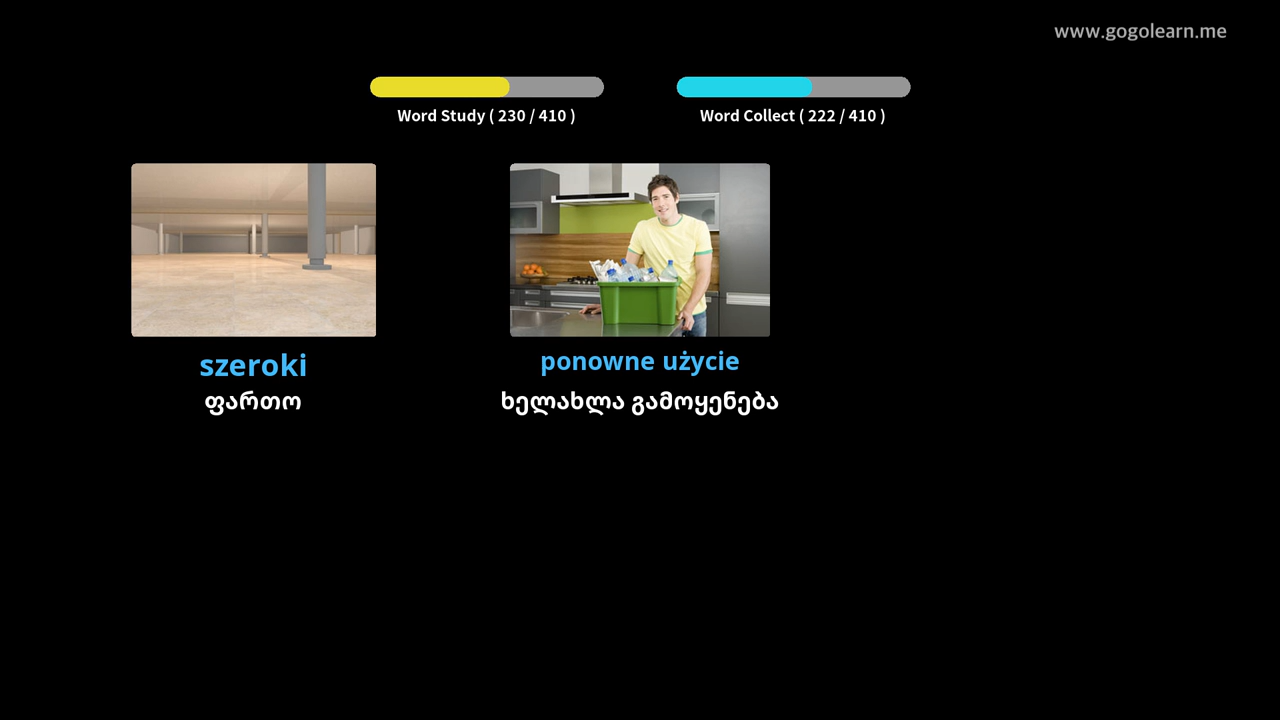 www.gogolearn.me
Word Study ( 230 / 410 )
Word Collect ( 222 / 410 )
szeroki
ფართო
ponowne użycie
ხელახლა გამოყენება